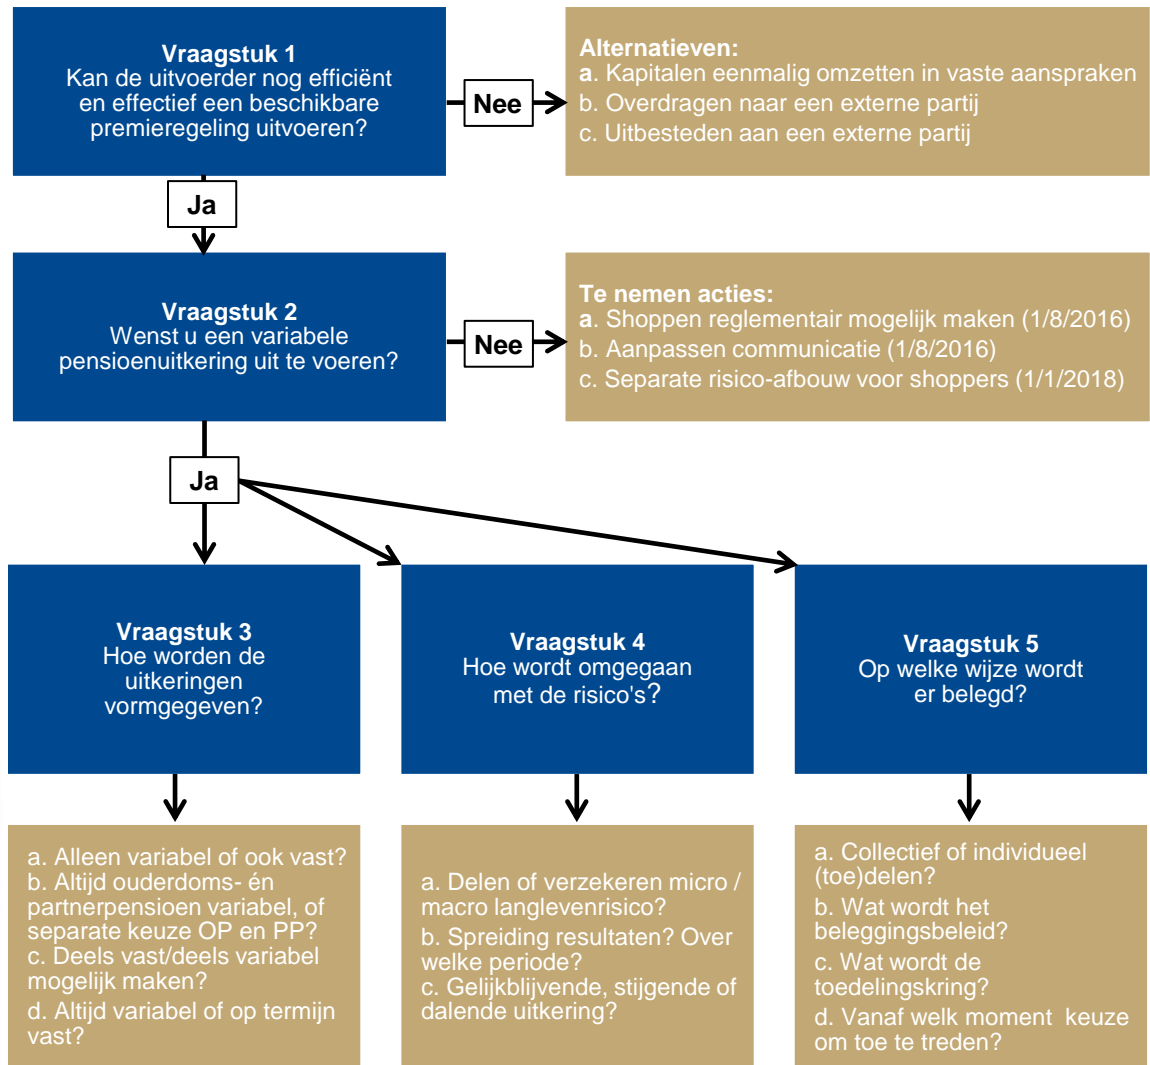 Vraagstuk 1
Kan de uitvoerder nog efficiënt
en effectief een beschikbare
premieregeling uitvoeren?
Nee
Alternatieven:
a. Kapitalen eenmalig omzetten in vaste aanspraken
b. Overdragen naar een externe partij
c. Uitbesteden aan een externe partij
Ja
Vraagstuk 2
Wenst u een variabele
pensioenuitkering uit te voeren?
Nee
Te nemen acties:
a. Shoppen reglementair mogelijk maken (1/8/2016)
b. Aanpassen communicatie (1/8/2016)
c. Separate risico-afbouw voor shoppers (1/1/2018)
Ja
Vraagstuk 3
Hoe worden de
uitkeringen
vormgegeven?
Vraagstuk 4
Hoe wordt omgegaan
met de risico's?
Vraagstuk 5
Op welke wijze wordt
er belegd?
a. Alleen variabel of ook vast?
b. Altijd ouderdoms- én
partnerpensioen variabel, of
separate keuze OP en PP?
c. Deels vast/deels variabel
mogelijk maken?
d. Altijd variabel of op termijn
vast?
a. Delen of verzekeren micro /
macro langlevenrisico?
b. Spreiding resultaten? Over
welke periode?
c. Gelijkblijvende, stijgende of
dalende uitkering?
a. Collectief of individueel
(toe)delen?
b. Wat wordt het
beleggingsbeleid?
c. Wat wordt de
toedelingskring?
d. Vanaf welk moment keuze
om toe te treden?